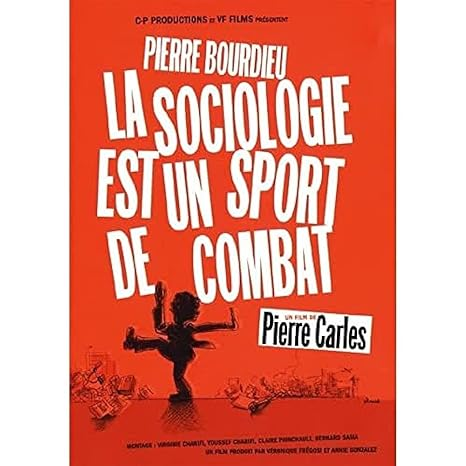 C-P PRODUCTIONS et VF FILMS PRÉSENTENT
PIERRE BOURDIEU
LA SOCIOLOGIE
EST UN SPORT
DE COMBAT
UN FILM DE
Pierre Carles
MONTAGE : VIRGINIE CHARIFI, YOUSSEF CHARIFI, CLAIRE PAINCHAULT, BERNARD SASIA
UN FILM PRODUIT PAR VÉRONIQUE FRÉGOSI ET ANNIE GONZALEZ